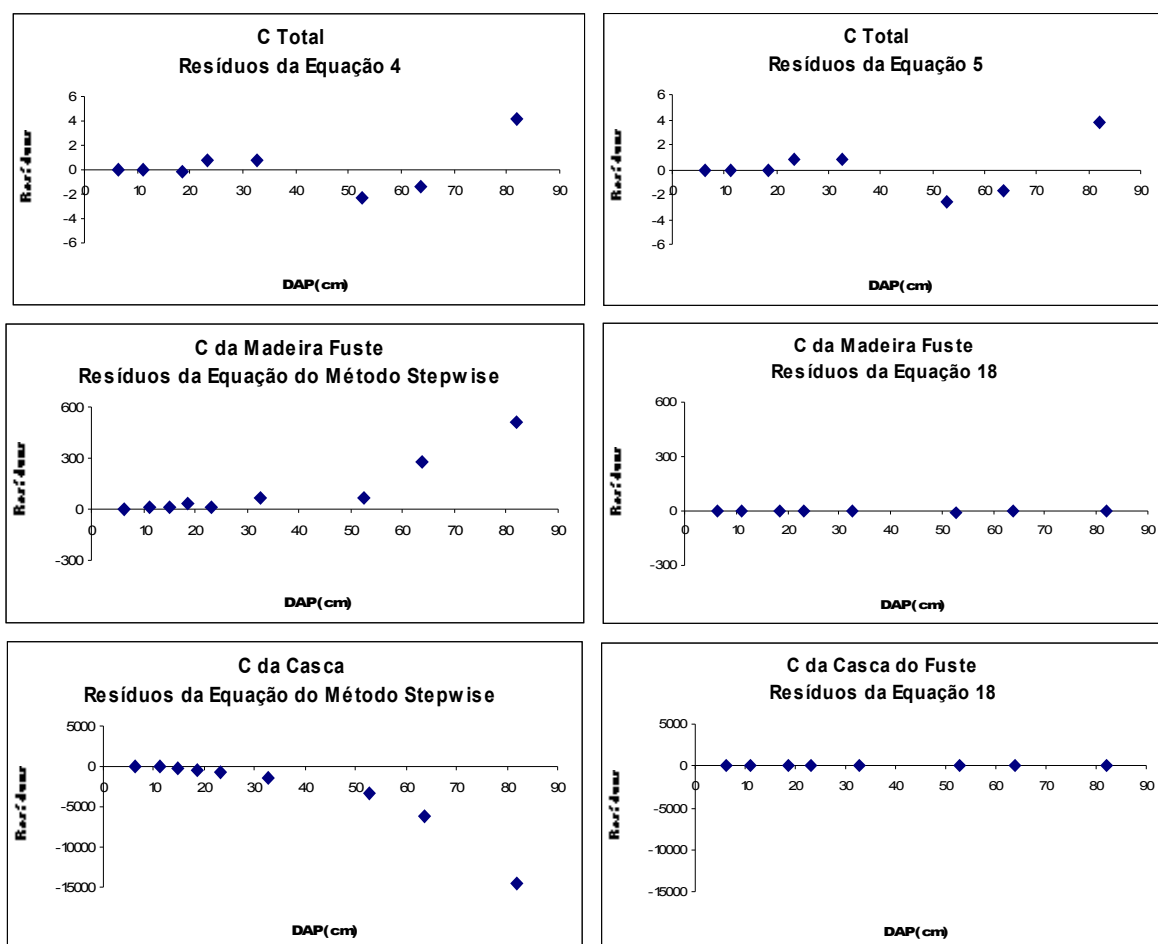 C Total
Resíduos da Equação 4
6
4
2
0
-2
-4
-6
0 10 20 30 40 50 60 70 80 90
Resíduos
DAP(cm)
C Total
Resíduos da Equação 5
6
4
2
0
-2
-4
-6
0 10 20 30 40 50 60 70 80 90
Resíduos
DAP(cm)
C da Madeira Fuste
Resíduos da Equação do Método Stepwise
600
300
0
-300
0 10 20 30 40 50 60 70 80 90
Resíduos
DAP(cm)
C da Madeira Fuste
Resíduos da Equação 18
600
300
0
-300
0 10 20 30 40 50 60 70 80 90
Resíduos
DAP(cm)
C da Casca
Resíduos da Equação do Método Stepwise
5000
0
-5000
-10000
-15000
0 10 20 30 40 50 60 70 80 90
Resíduos
DAP(cm)
C da Casca do Fuste
Resíduos da Equação 18
5000
0
-5000
-10000
-15000
0 10 20 30 40 50 60 70 80 90
Resíduos
DAP(cm)